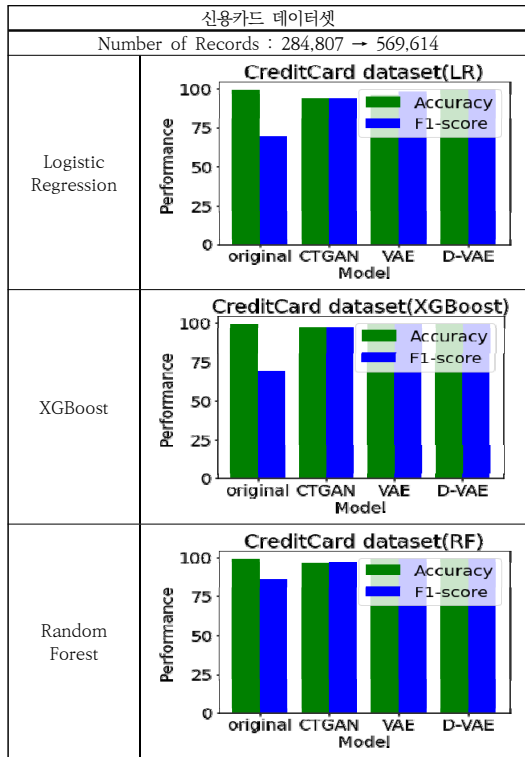 신용카드 데이터셋
Number of Records : 284,807 → 569,614
Logistic
Regression
CreditCard dataset(LR)
Accuracy
F1-score
Performance
100
75
50
25
0
original CTGAN VAE D-VAE
Model
XGBoost
CreditCard dataset(XGBoost)
Accuracy
F1-score
Performance
100
75
50
25
0
original CTGAN VAE D-VAE
Model
Random
Forest
CreditCard dataset(RF)
Accuracy
F1-score
Performance
100
75
50
25
0
original CTGAN VAE D-VAE
Model